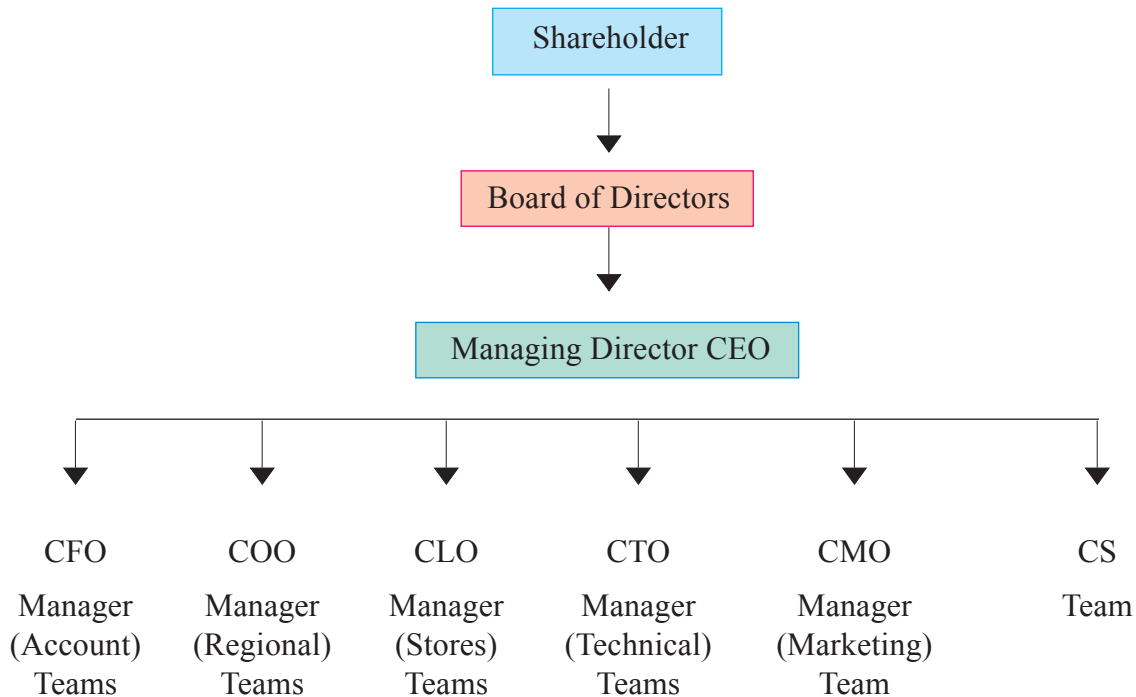 Shareholder
Board of Directors
Managing Director CEO
CFO COO CLO CTO CMO CS
Manager Manager Manager Manager Manager Team
(Account) (Regional) (Stores) (Technical) (Marketing)
Teams Teams Teams Teams Team